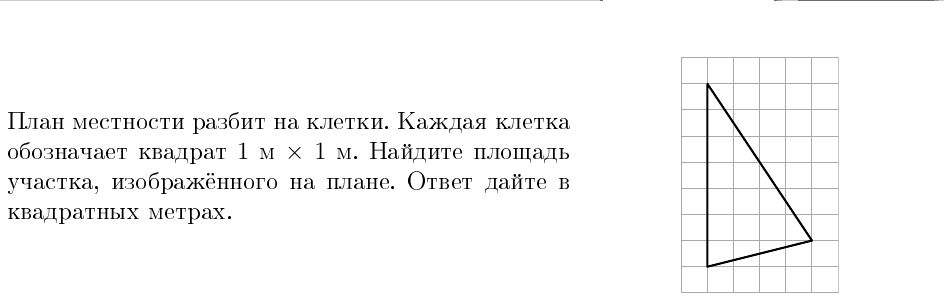 План местности разбит на клетки. Каждая клетка
обозначает квадрат 1 м × 1 м. Найдите площадь
участка, изображённого на плане. Ответ дайте в
квадратных метрах.